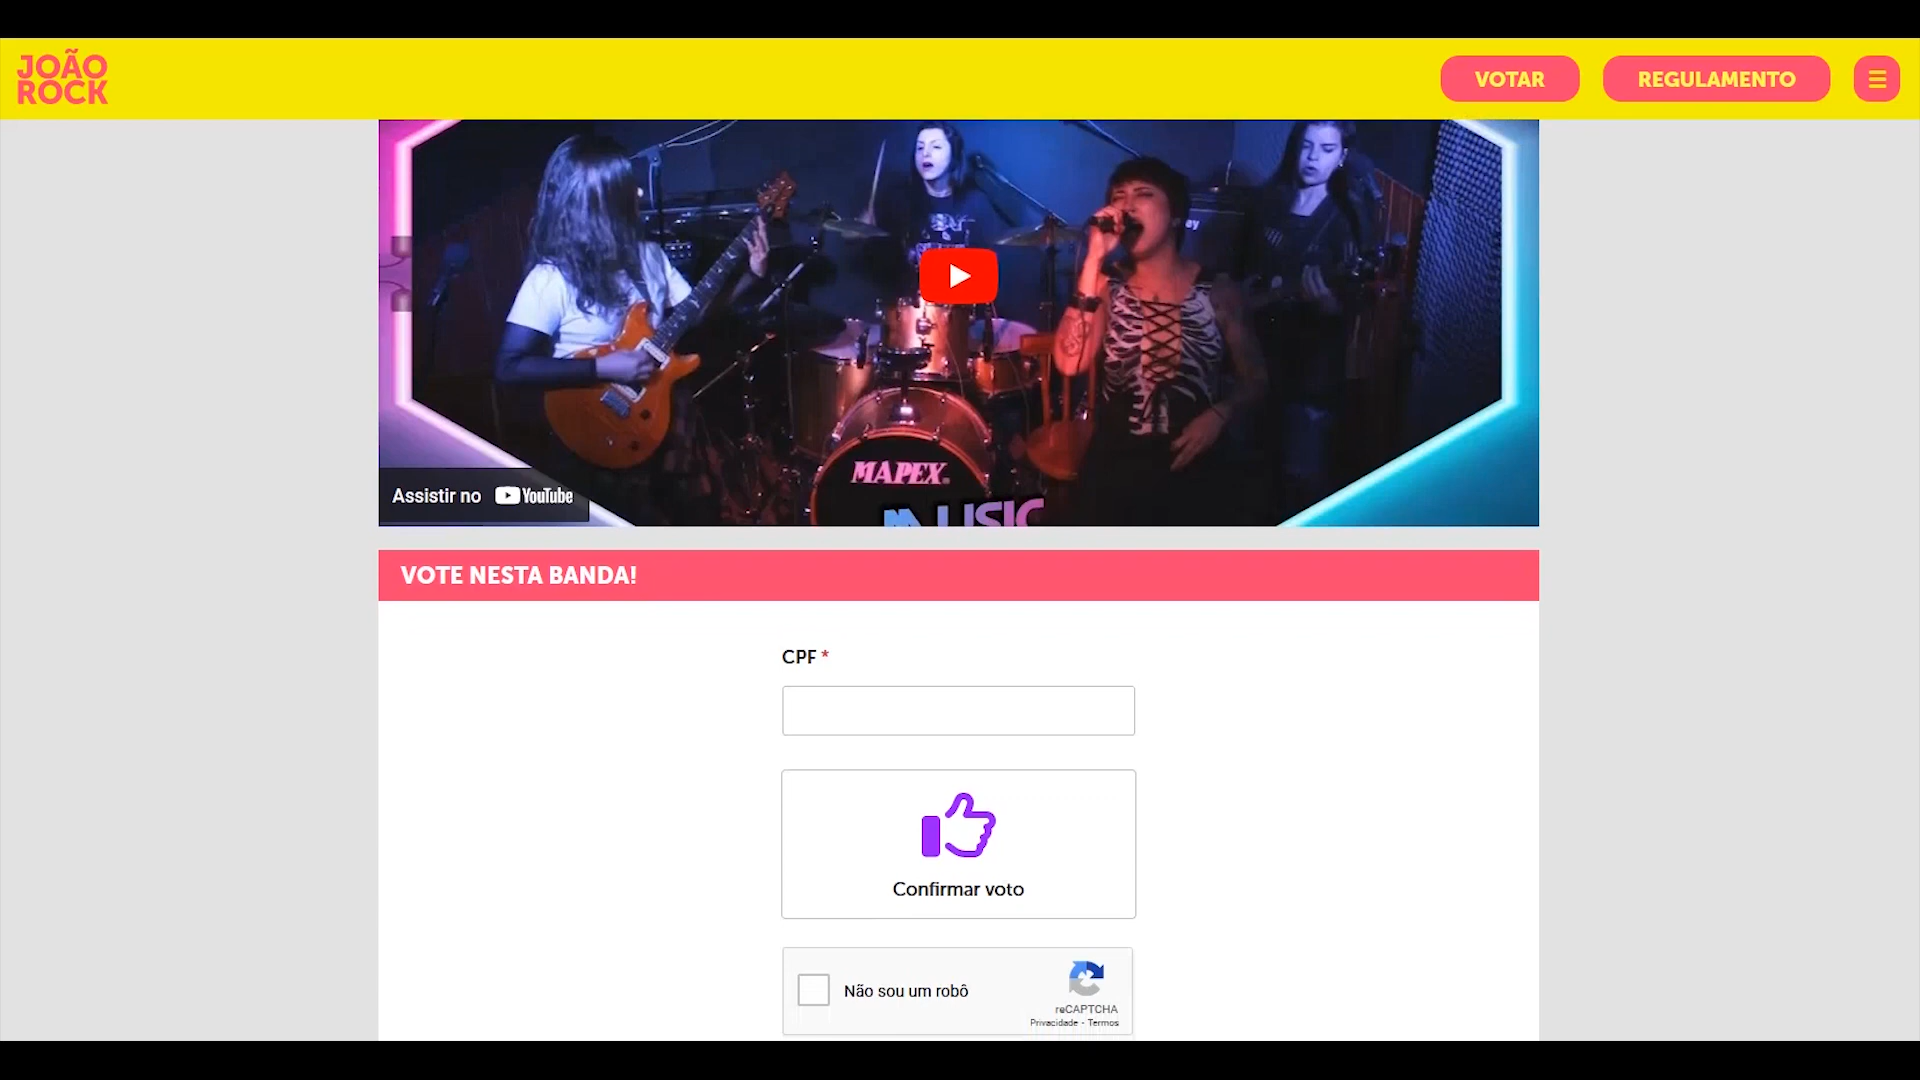 JOÃO
ROCK
VOTAR
REGULAMENTO
MAPEX
MUSIC
Assistir no YouTube
VOTE NESTA BANDA!
CPF *
Confirmar voto
Não sou um robô
reCAPTCHA
Privacidade - Termos